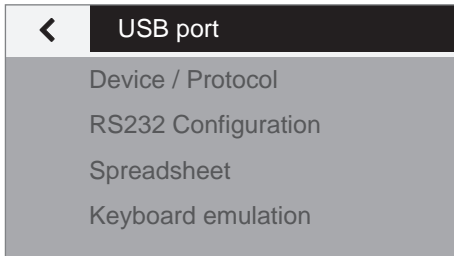 USB port
Device / Protocol
RS232 Configuration
Spreadsheet
Keyboard emulation